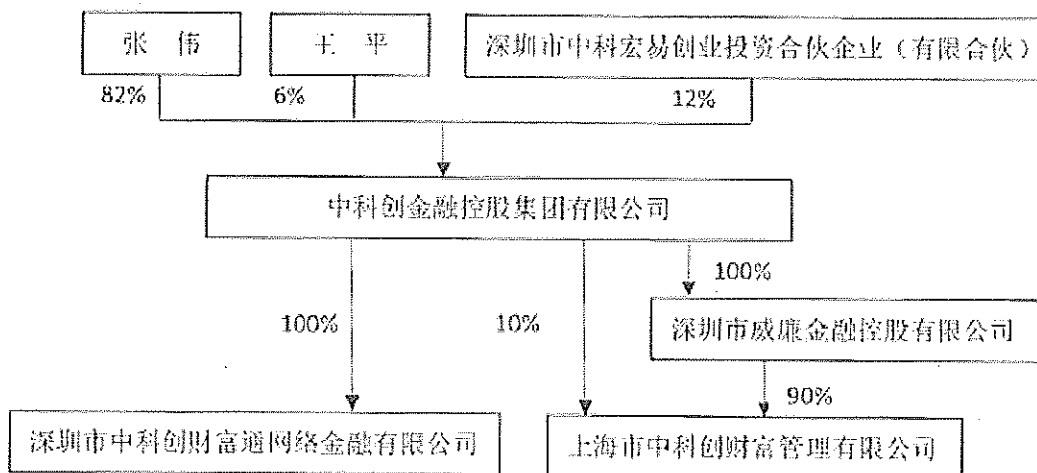 张 伟
王 平
深圳市中科宏易创业投资合伙企业（有限合伙）
82%
6%
12%
中科创金融控股集团有限公司
100%
100%
10%
深圳市威廉金融控股有限公司
90%
深圳市中科创财富通网络金融有限公司
上海市中科创财富管理有限公司